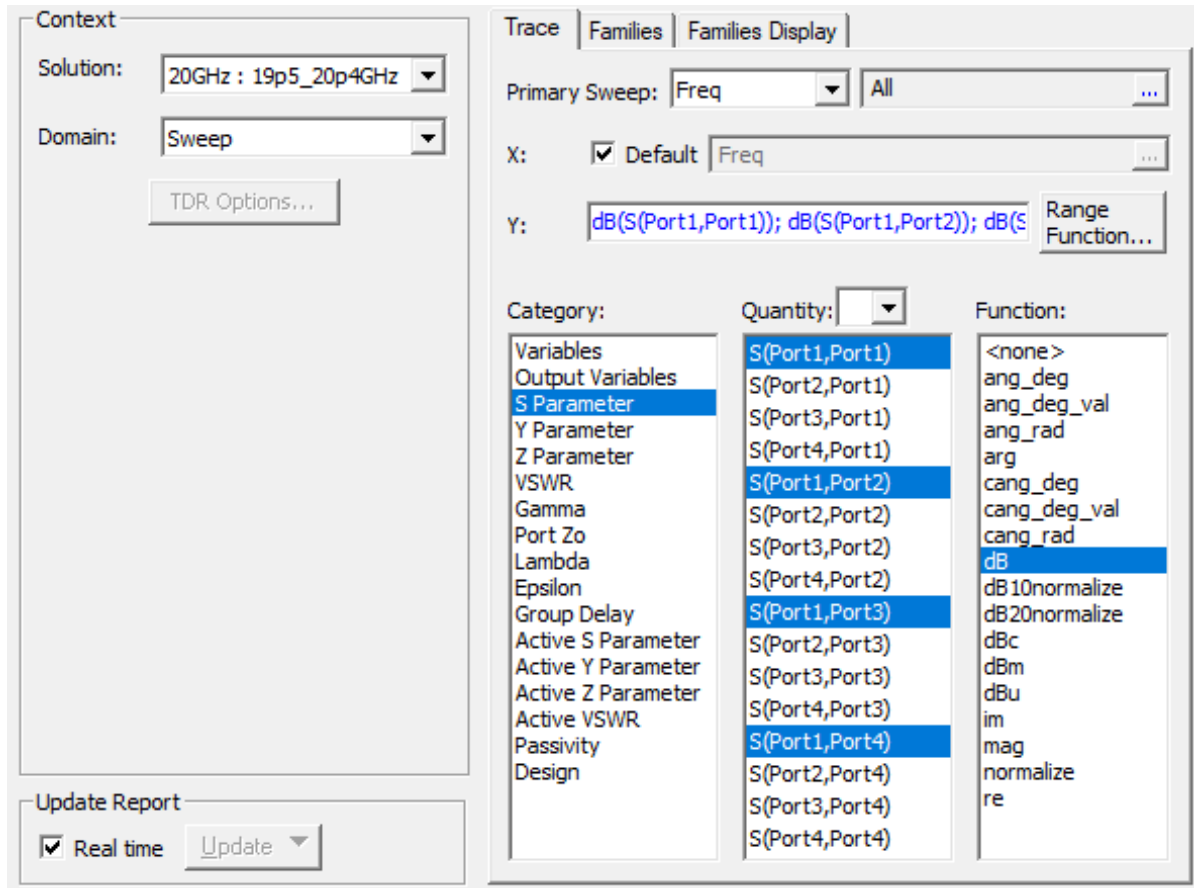 Context
Solution: 20GHz : 19p5_20p4GHz
Domain: Sweep
TDR Options...
Update Report
Real time Update
Trace Families Families Display
Primary Sweep: Freq All ...
X: Default Freq ...
Y: dB(S(Port1,Port1)); dB(S(Port1,Port2)); dB(S Range Function...
Category:
Variables
Output Variables
S Parameter
Y Parameter
Z Parameter
VSWR
Gamma
Port Zo
Lambda
Epsilon
Group Delay
Active S Parameter
Active Y Parameter
Active Z Parameter
Active VSWR
Passivity
Design
Quantity:
S(Port1,Port1)
S(Port2,Port1)
S(Port3,Port1)
S(Port4,Port1)
S(Port1,Port2)
S(Port2,Port2)
S(Port3,Port2)
S(Port4,Port2)
S(Port1,Port3)
S(Port2,Port3)
S(Port3,Port3)
S(Port4,Port3)
S(Port1,Port4)
S(Port2,Port4)
S(Port3,Port4)
S(Port4,Port4)
Function:
<none>
ang_deg
ang_deg_val
ang_rad
arg
cang_deg
cang_deg_val
cang_rad
dB
dB10normalize
dB20normalize
dBc
dBm
dBu
im
mag
normalize
re